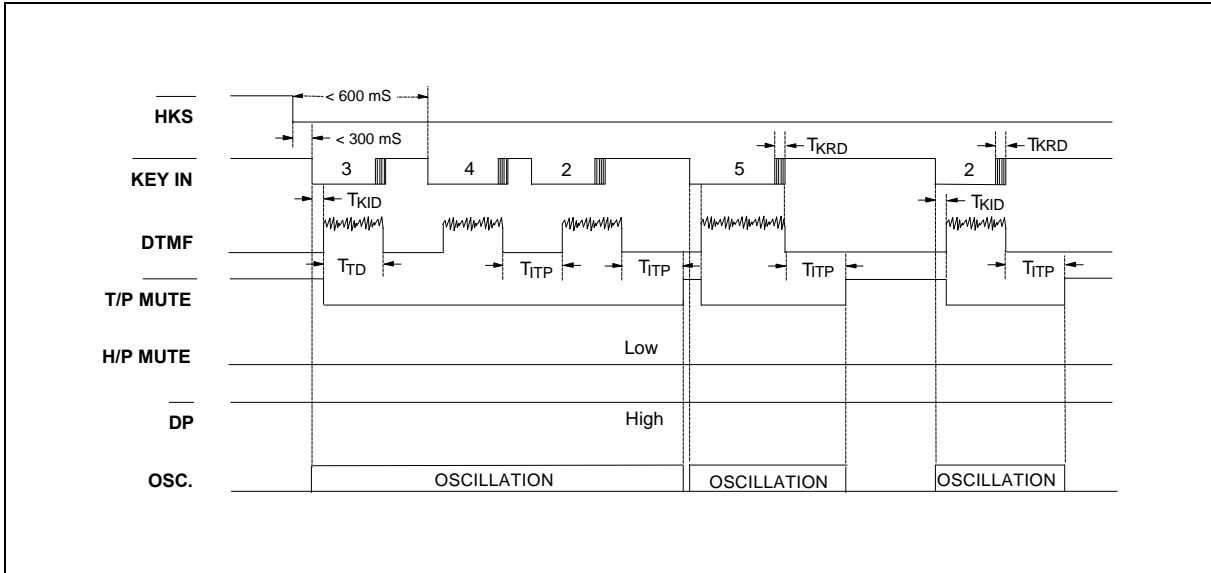 < 600 mS
HKS
< 300 mS
TKRD TKRD
KEY IN 3 4 2 5 2
TKID TKID
DTMF
TTD TITP TITP TITP TITP
T/P MUTE
H/P MUTE Low
DP High
OSC. OSCILLATION OSCILLATION OSCILLATION